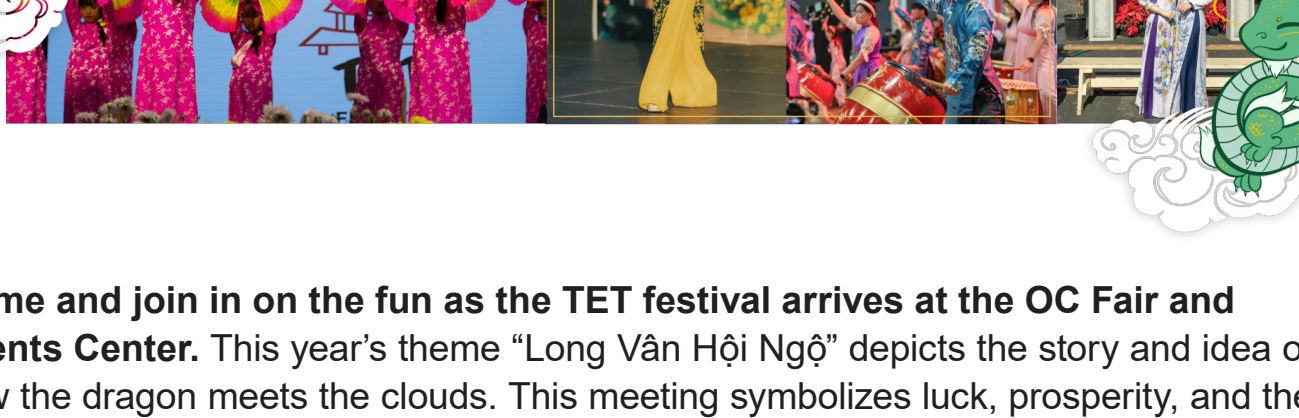 me and join in on the fun as the TET festival arrives at the OC Fair and
ents Center. This year’s theme “Long Vân Hội Ngộ” depicts the story and idea o
w the dragon meets the clouds. This meeting symbolizes luck, prosperity, and the